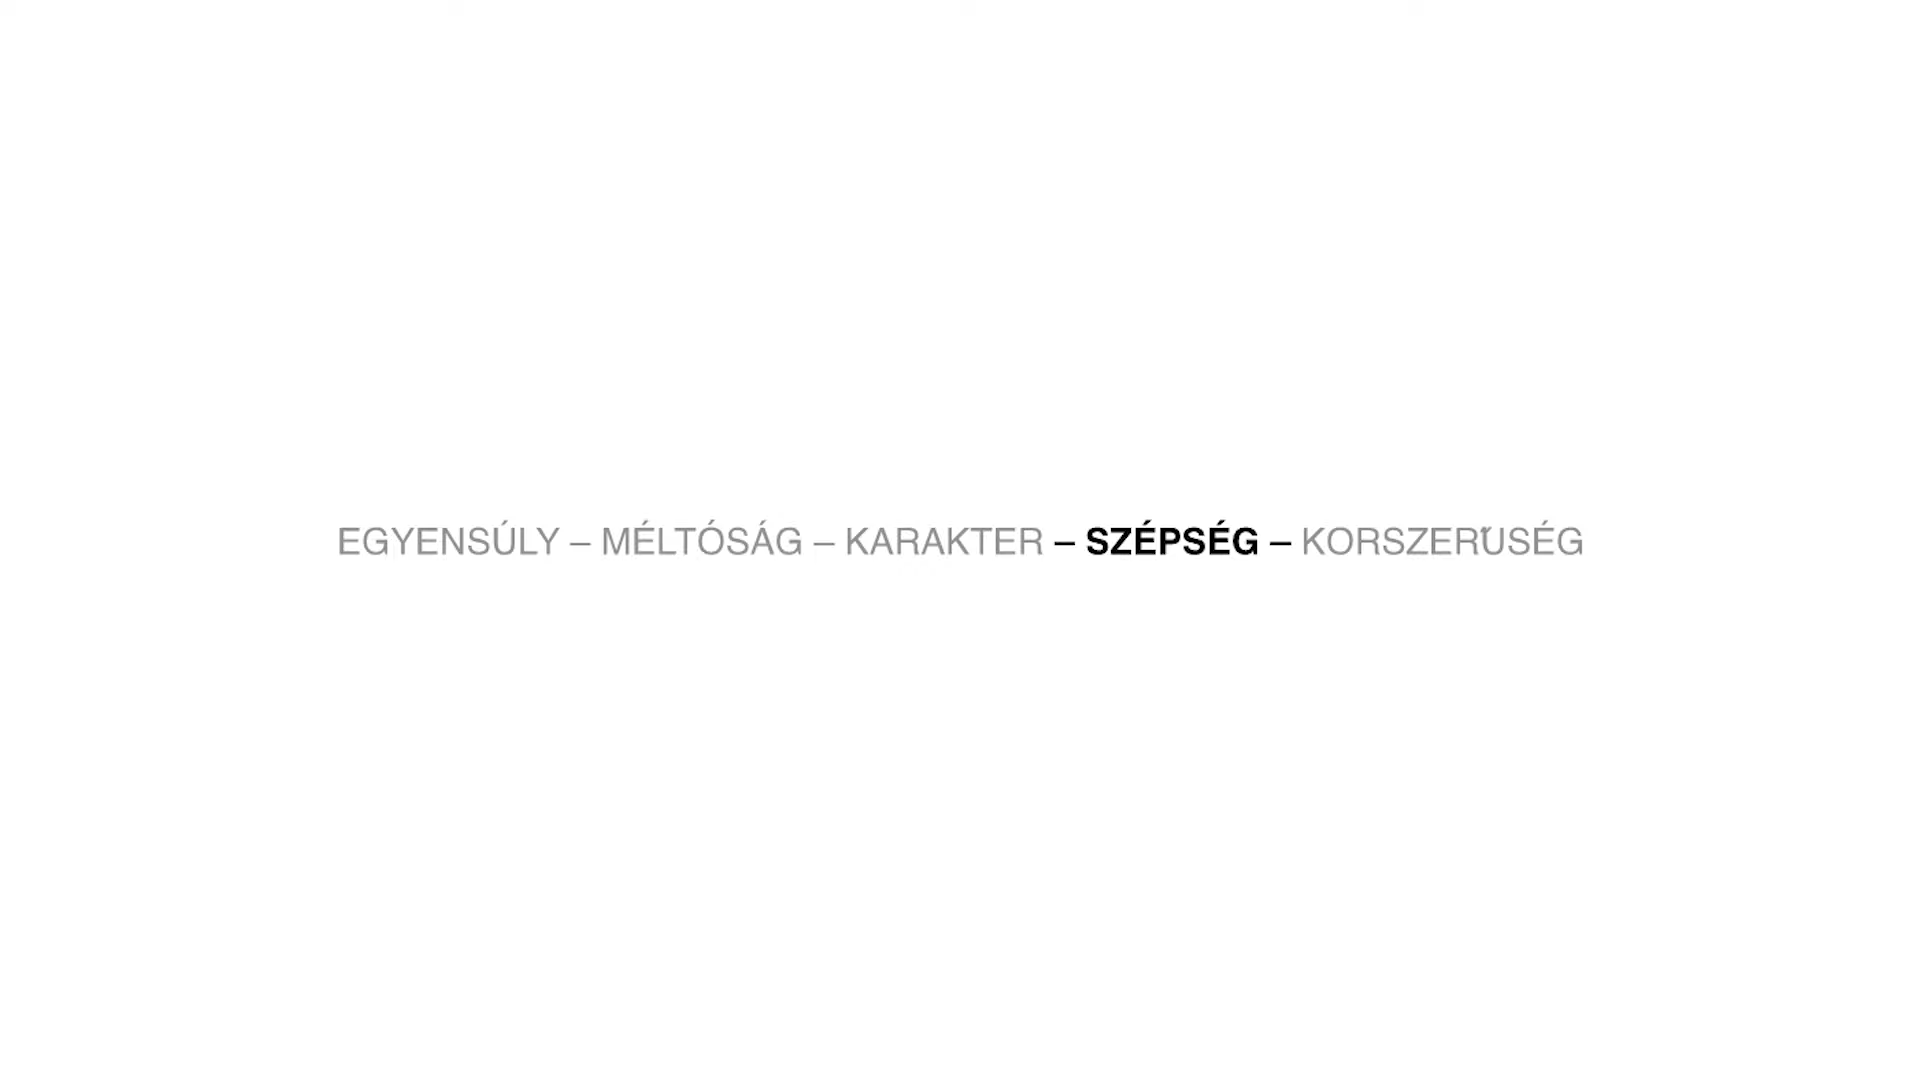 EGYENSÚLY – MÉLTÓSÁG – KARAKTER – SZÉPSÉG – KORSZERŰSÉG